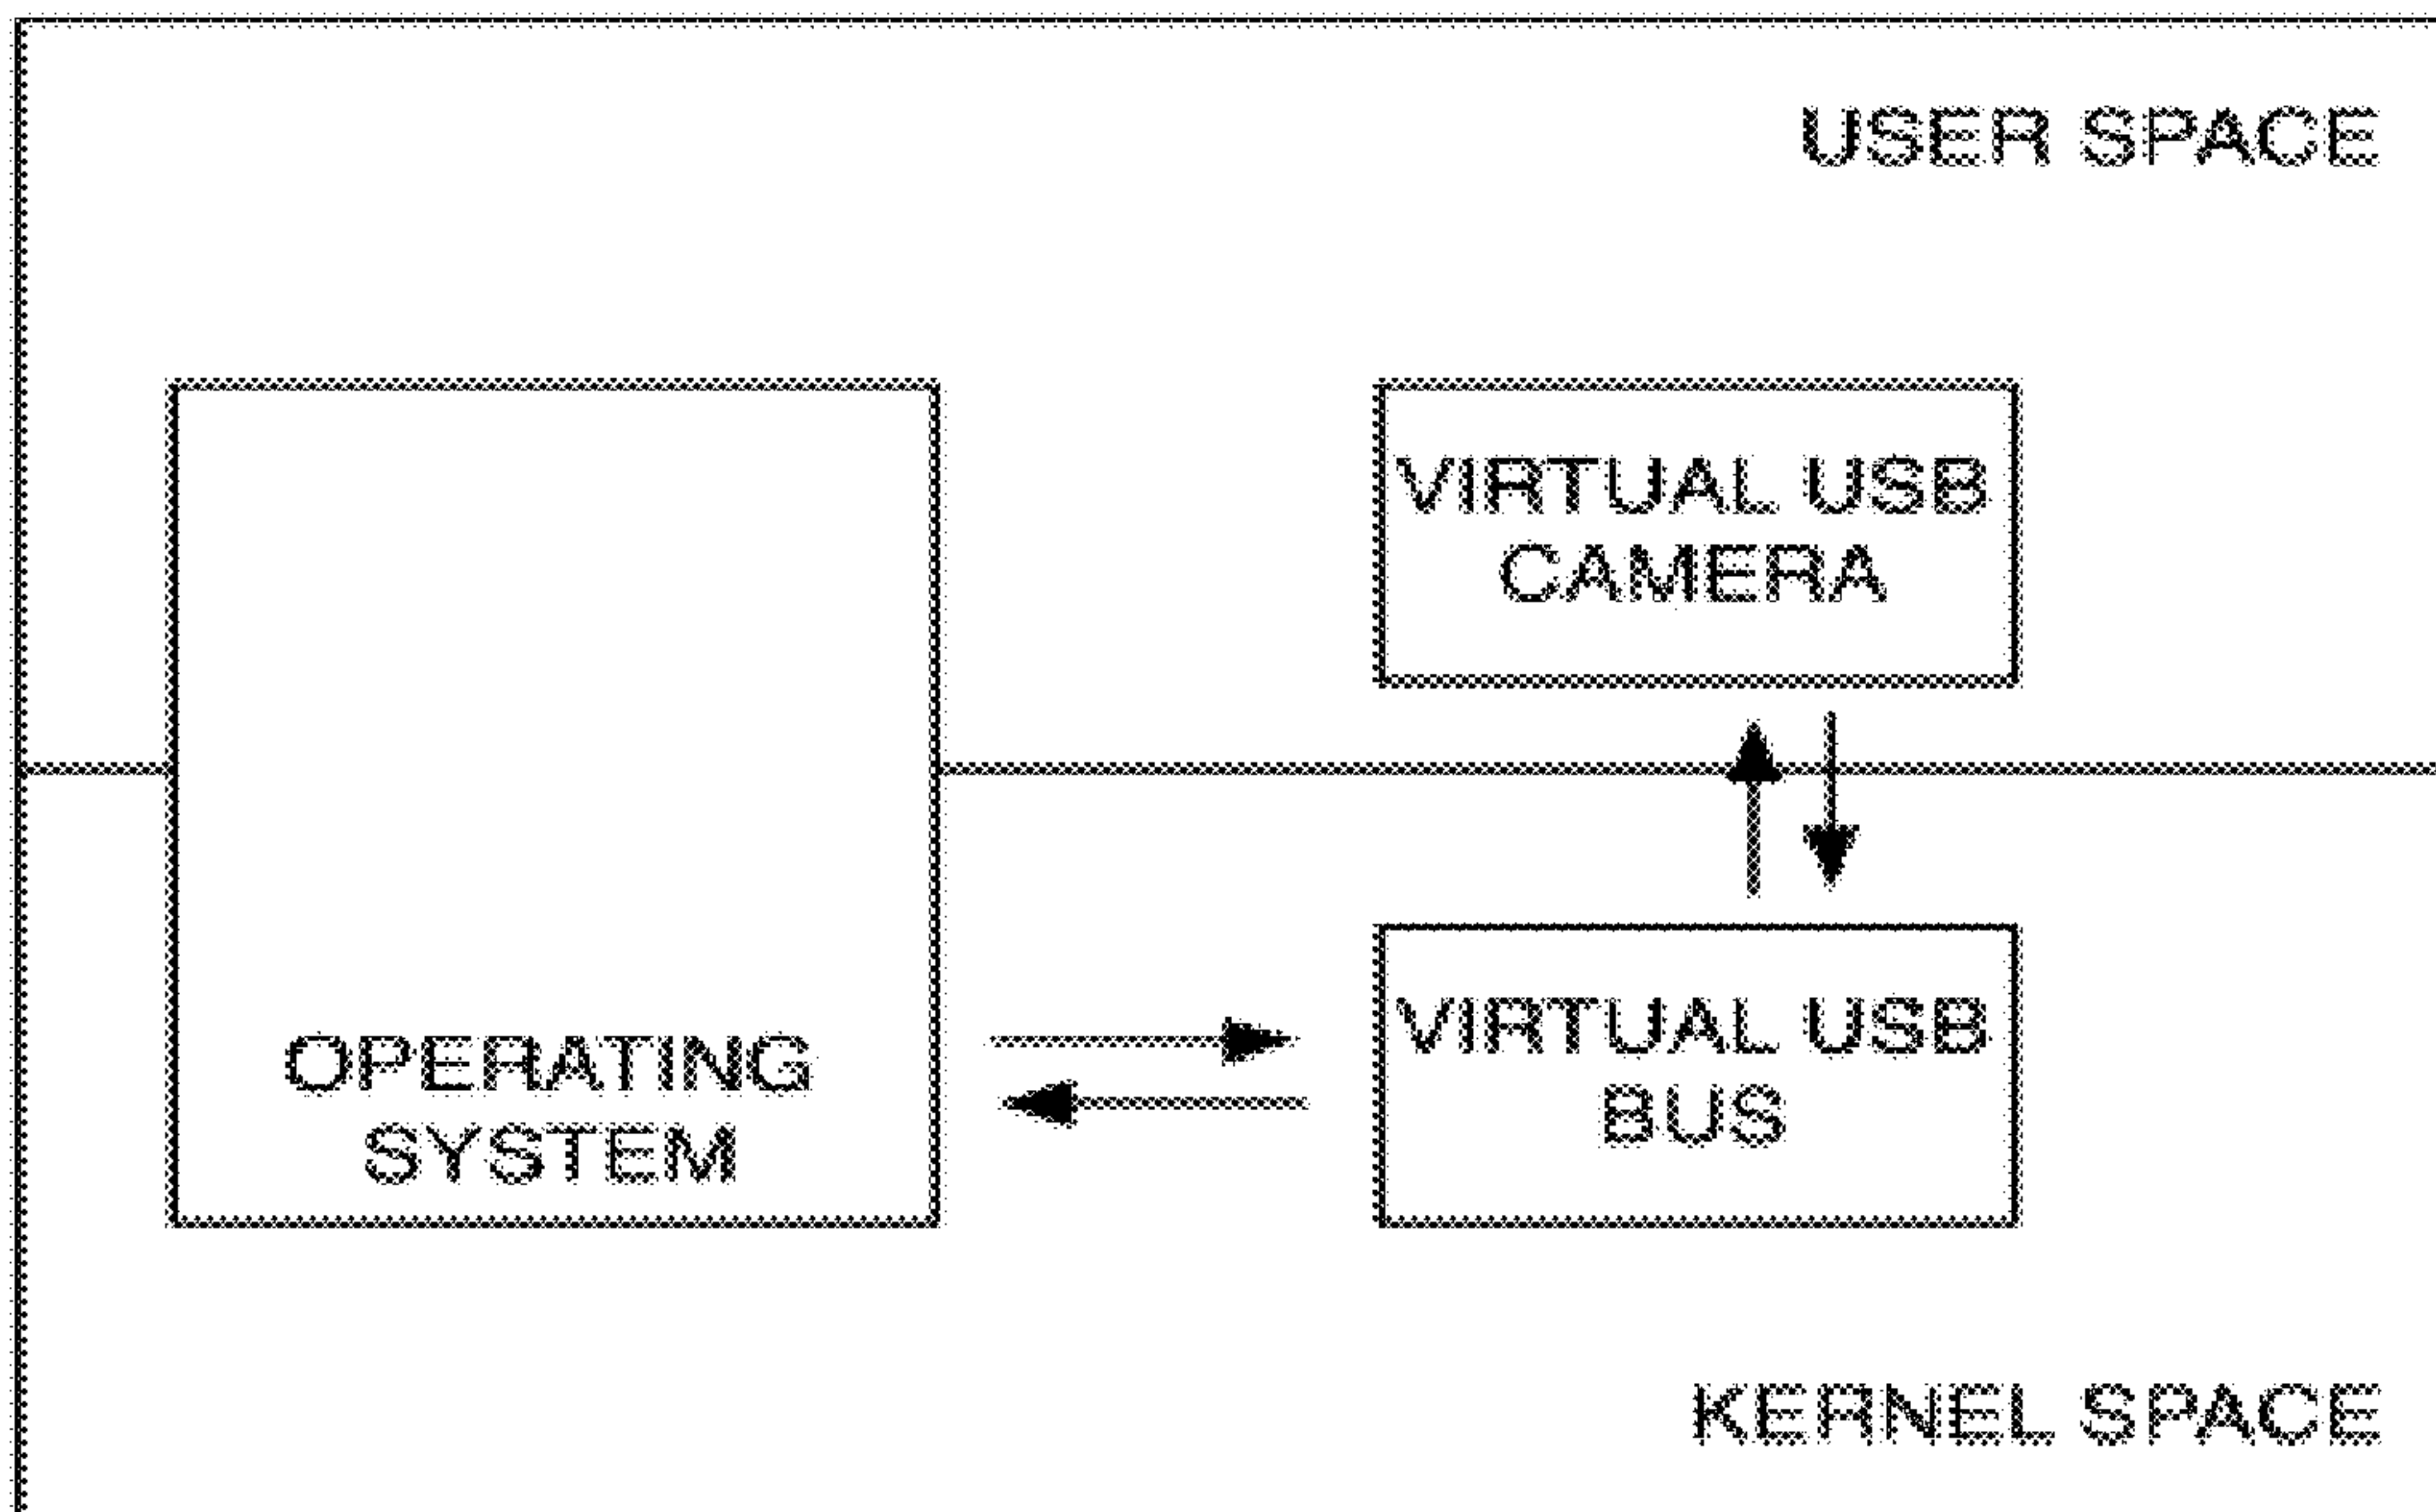 USER SPACE
VIRTUAL USB
CAMERA
OPERATING
SYSTEM
VIRTUAL USB
BUS
KERNEL SPACE